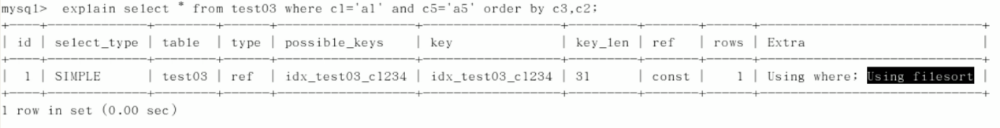 mysql>  explain select * from test03 where c1='a1' and c5='a5' order by c3,c2;
+----+-------------+--------+------+-----------------+-----------------+---------+-------+------+-----------------------------+
| id | select_type | table | type | possible_keys | key | key_len | ref | rows | Extra |
+----+-------------+--------+------+-----------------+-----------------+---------+-------+------+-----------------------------+
| 1 | SIMPLE | test03 | ref | idx_test03_c1234 | idx_test03_c1234 | 31 | const | 1 | Using where; Using filesort |
+----+-------------+--------+------+-----------------+-----------------+---------+-------+------+-----------------------------+
1 row in set (0.00 sec)